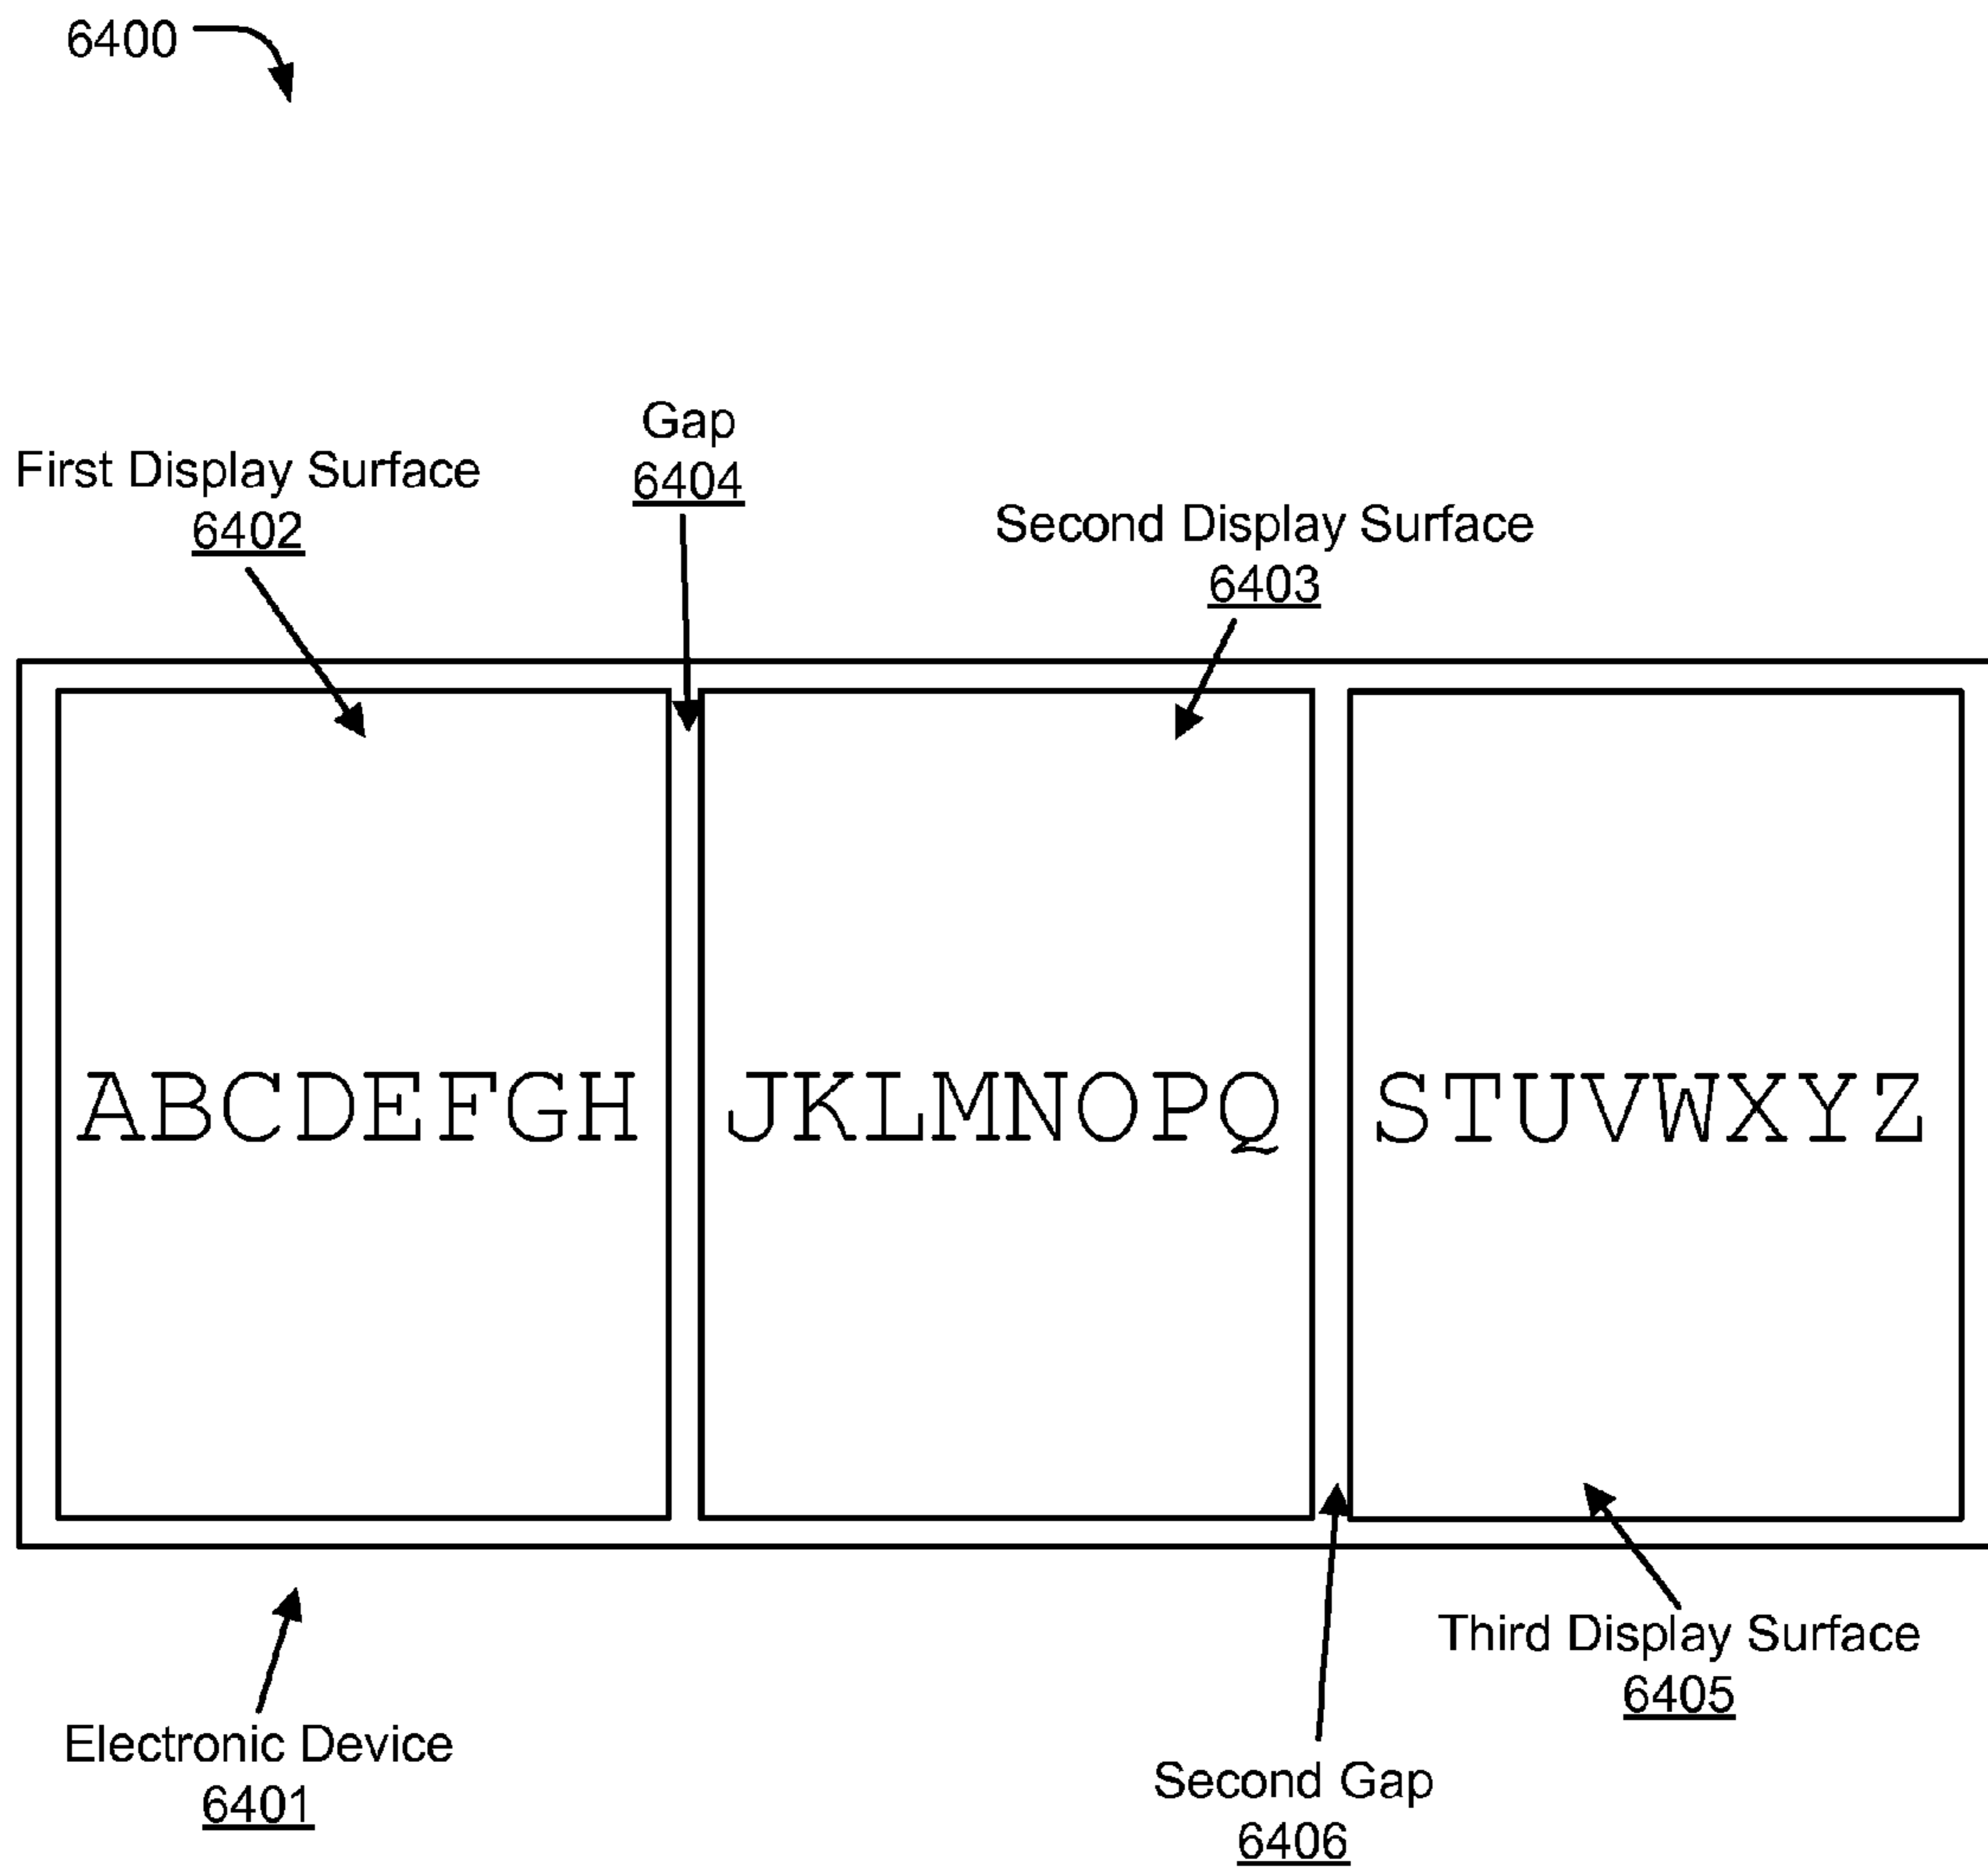 6400
Gap
6404
First Display Surface
6402
Second Display Surface
6403
ABCDEFGH JKLMNOPQ STUVWXYZ
Third Display Surface
6405
Electronic Device
6401
Second Gap
6406